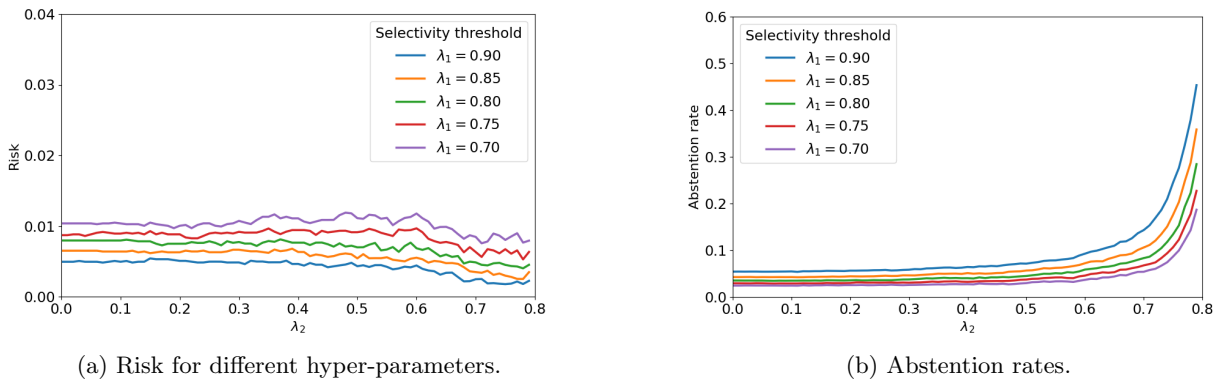 0.04
0.03
0.02
0.01
0.00
Risk
0.0 0.1 0.2 0.3 0.4 0.5 0.6 0.7 0.8
λ₂
Selectivity threshold
λ₁ = 0.90
λ₁ = 0.85
λ₁ = 0.80
λ₁ = 0.75
λ₁ = 0.70
(a) Risk for different hyper-parameters.
0.6
0.5
0.4
0.3
0.2
0.1
0.0
Abstention rate
0.0 0.1 0.2 0.3 0.4 0.5 0.6 0.7 0.8
λ₂
Selectivity threshold
λ₁ = 0.90
λ₁ = 0.85
λ₁ = 0.80
λ₁ = 0.75
λ₁ = 0.70
(b) Abstention rates.